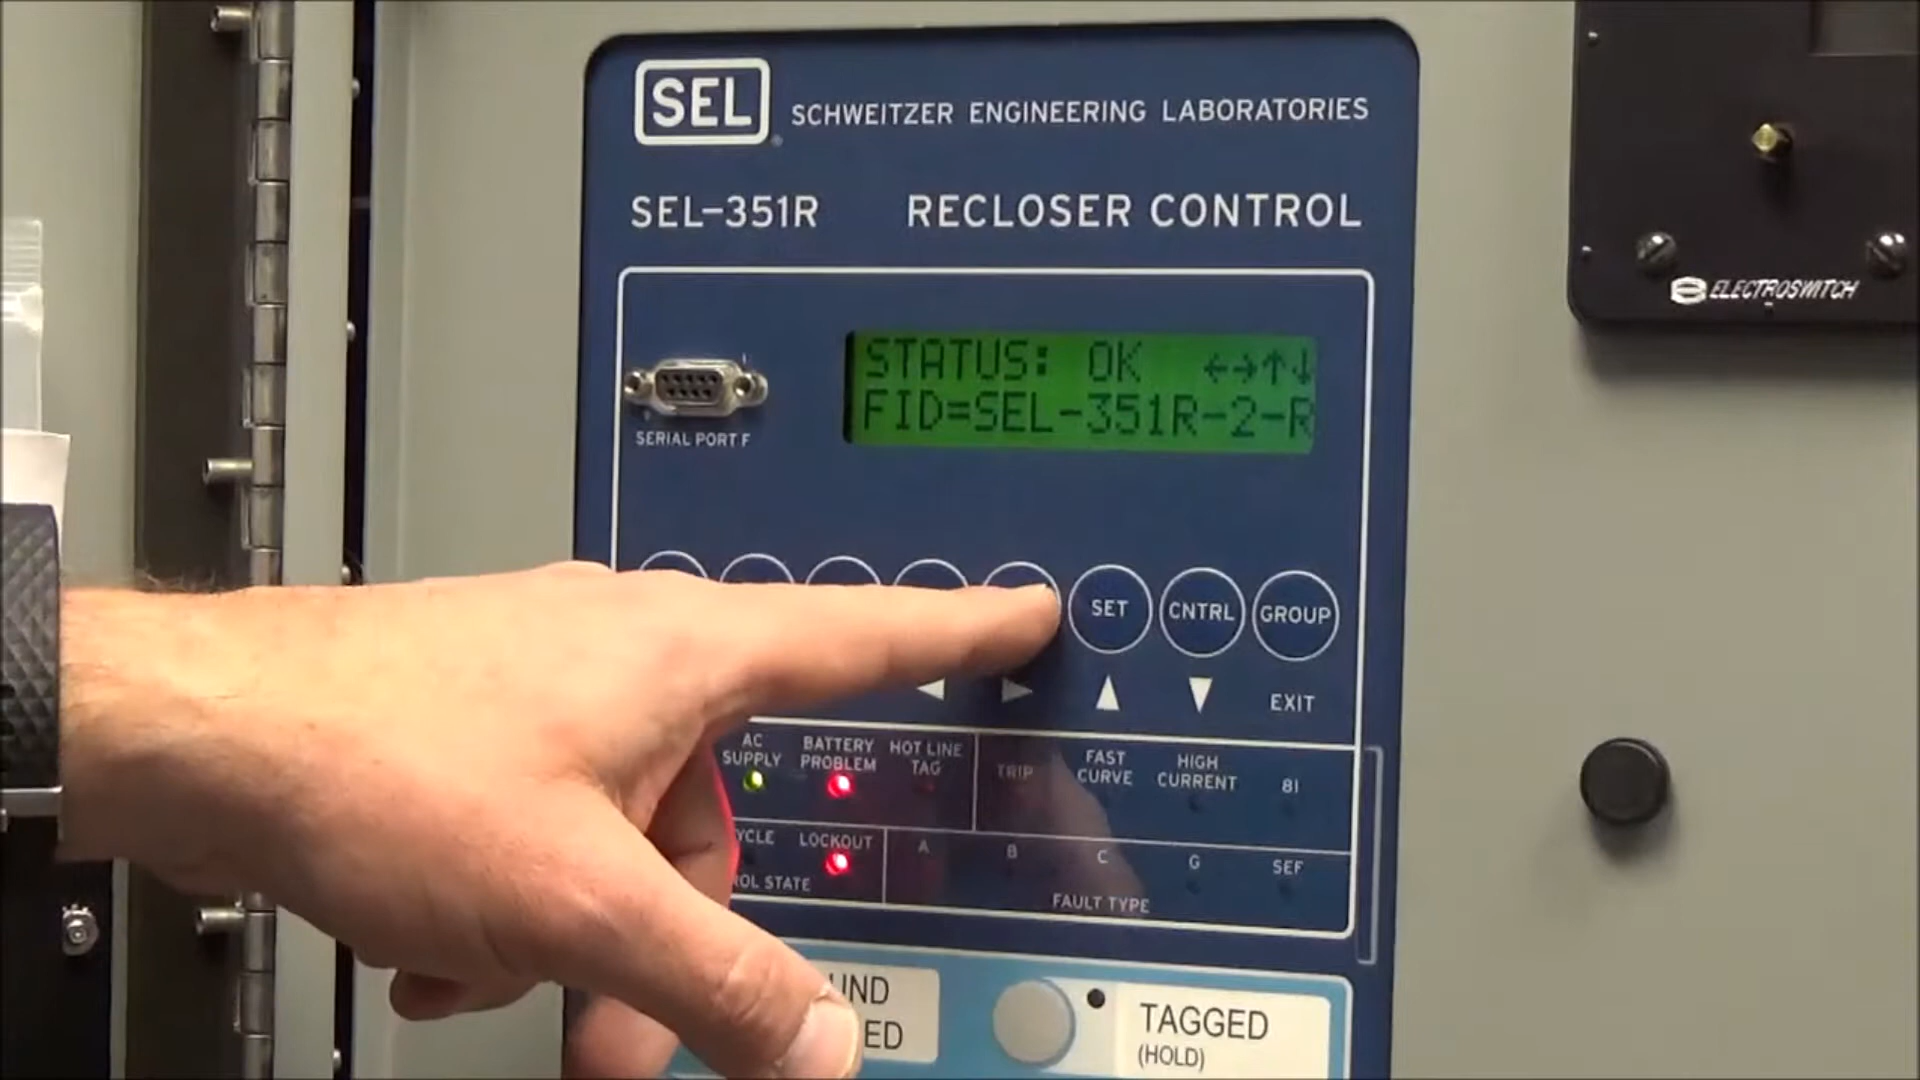 SEL
SCHWEITZER ENGINEERING LABORATORIES
SEL-351R RECLOSER CONTROL
STATUS: OK ←→↑↓
FID=SEL-351R-2-R
SERIAL PORT F
SET CNTRL GROUP
EXIT
AC SUPPLY
BATTERY PROBLEM
HOT LINE TAG
TRIP
FAST CURVE
HIGH CURRENT
81
LOCKOUT
A B C G SEF
STATE
FAULT TYPE
TAGGED
(HOLD)
ELECTROSWITCH